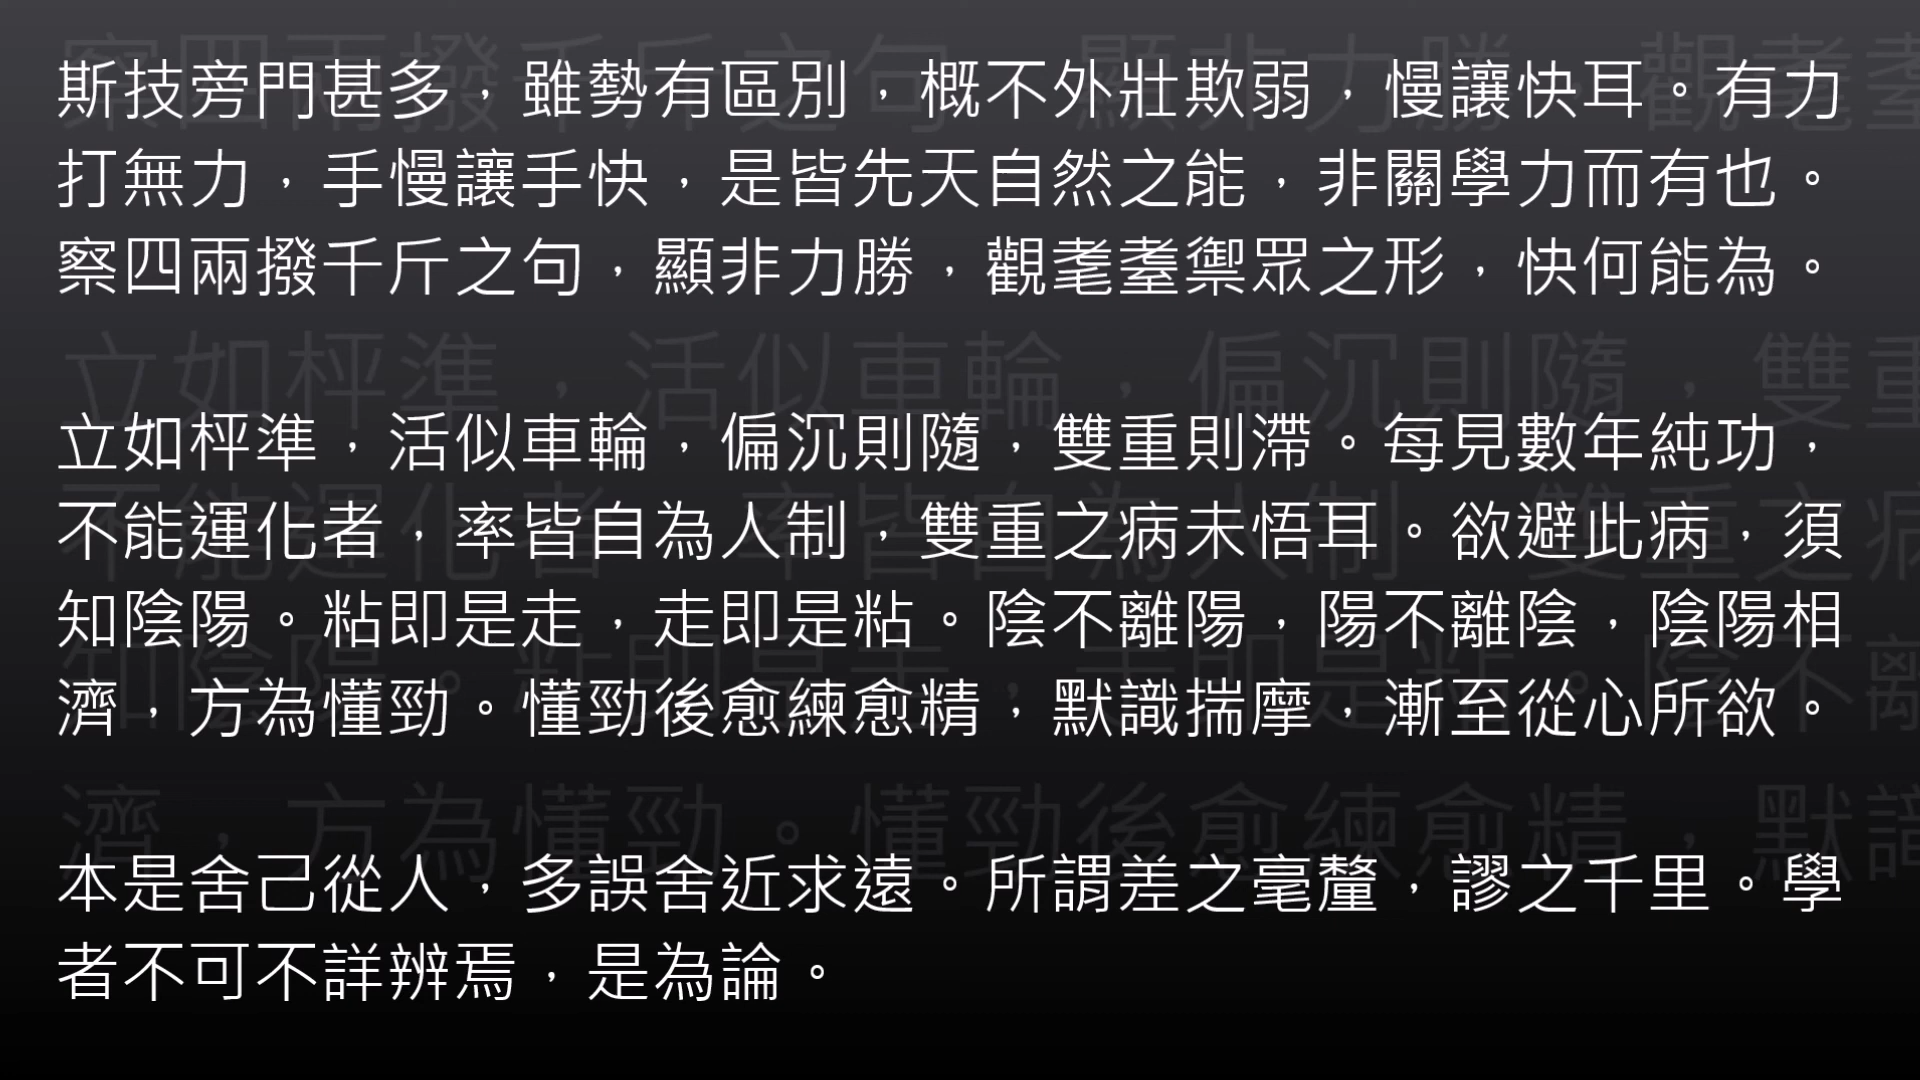 斯技旁門甚多，雖勢有區別，概不外壯欺弱，慢讓快耳。有力
打無力，手慢讓手快，是皆先天自然之能，非關學力而有也。
察四兩撥千斤之句，顯非力勝，觀耄耋禦眾之形，快何能為。
立如枰準，活似車輪，偏沉則隨，雙重則滯。每見數年純功，
不能運化者，率皆自為人制，雙重之病未悟耳。欲避此病，須
知陰陽。粘即是走，走即是粘。陰不離陽，陽不離陰，陰陽相
濟，方為懂勁。懂勁後愈練愈精，默識揣摩，漸至從心所欲。
本是舍己從人，多誤舍近求遠。所謂差之毫釐，謬之千里。學
者不可不詳辨焉，是為論。